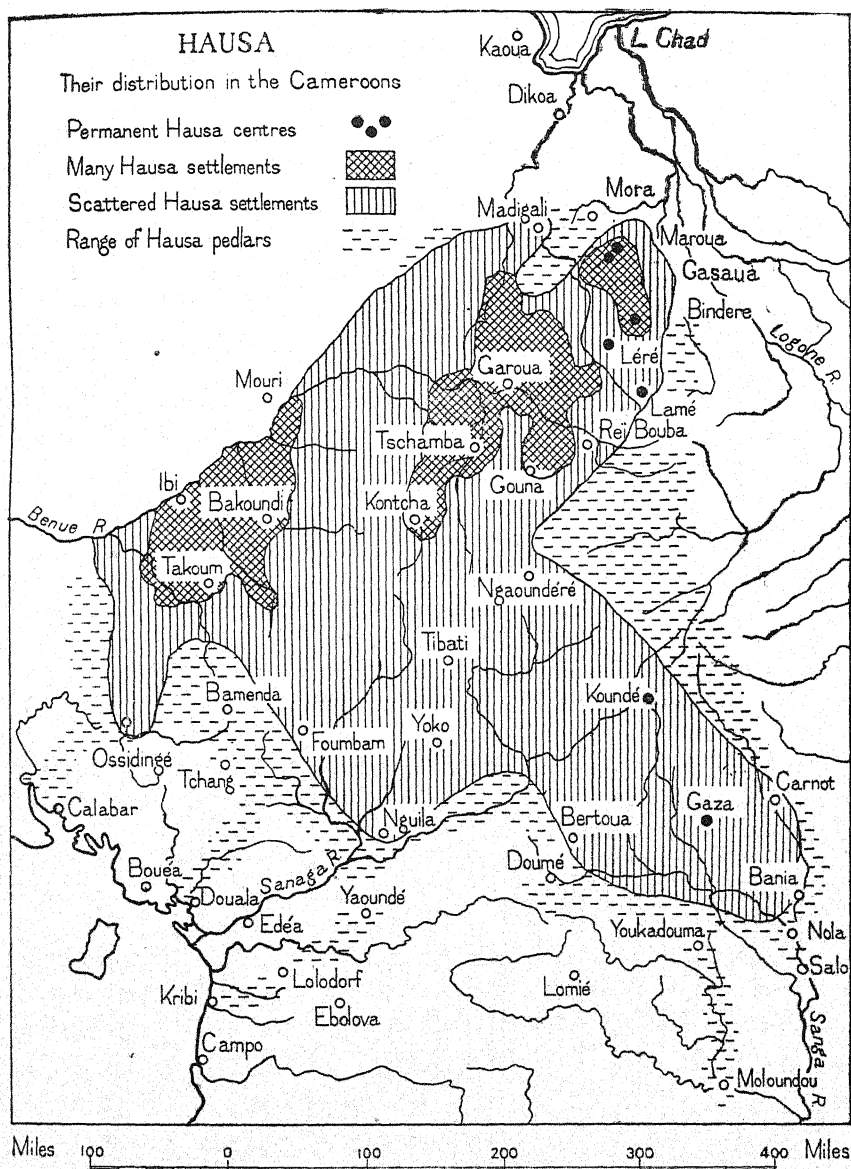 HAUSA
Their distribution in the Cameroons
Permanent Hausa centres
Many Hausa settlements
Scattered Hausa settlements
Range of Hausa pedlars
Kaoua
L. Chad
Dikoa
Mora
Madigali
Maroua
Gasaua
Bindere
Logone R.
Léré
Garoua
Mouri
Lamé
Tschamba
Reï Bouba
Ibi
Gouna
Bakoundi
Kontcha
Benue R
Takoum
Ngaoundéré
Tibati
Bamenda
Koundé
Yoko
Foumbam
Ossidingé
Tchang
Carnot
Gaza
Calabar
Nguila
Bertoua
Doumé
Bania
Bouéa
Sanaga R.
Douala
Yaoundé
Edéa
Youkadouma
Nola
Salo
Lolodorf
Lomié
Kribi
Ebolova
Sanga R
Campo
Moloundou
Miles 100 0 100 200 300 400 Miles